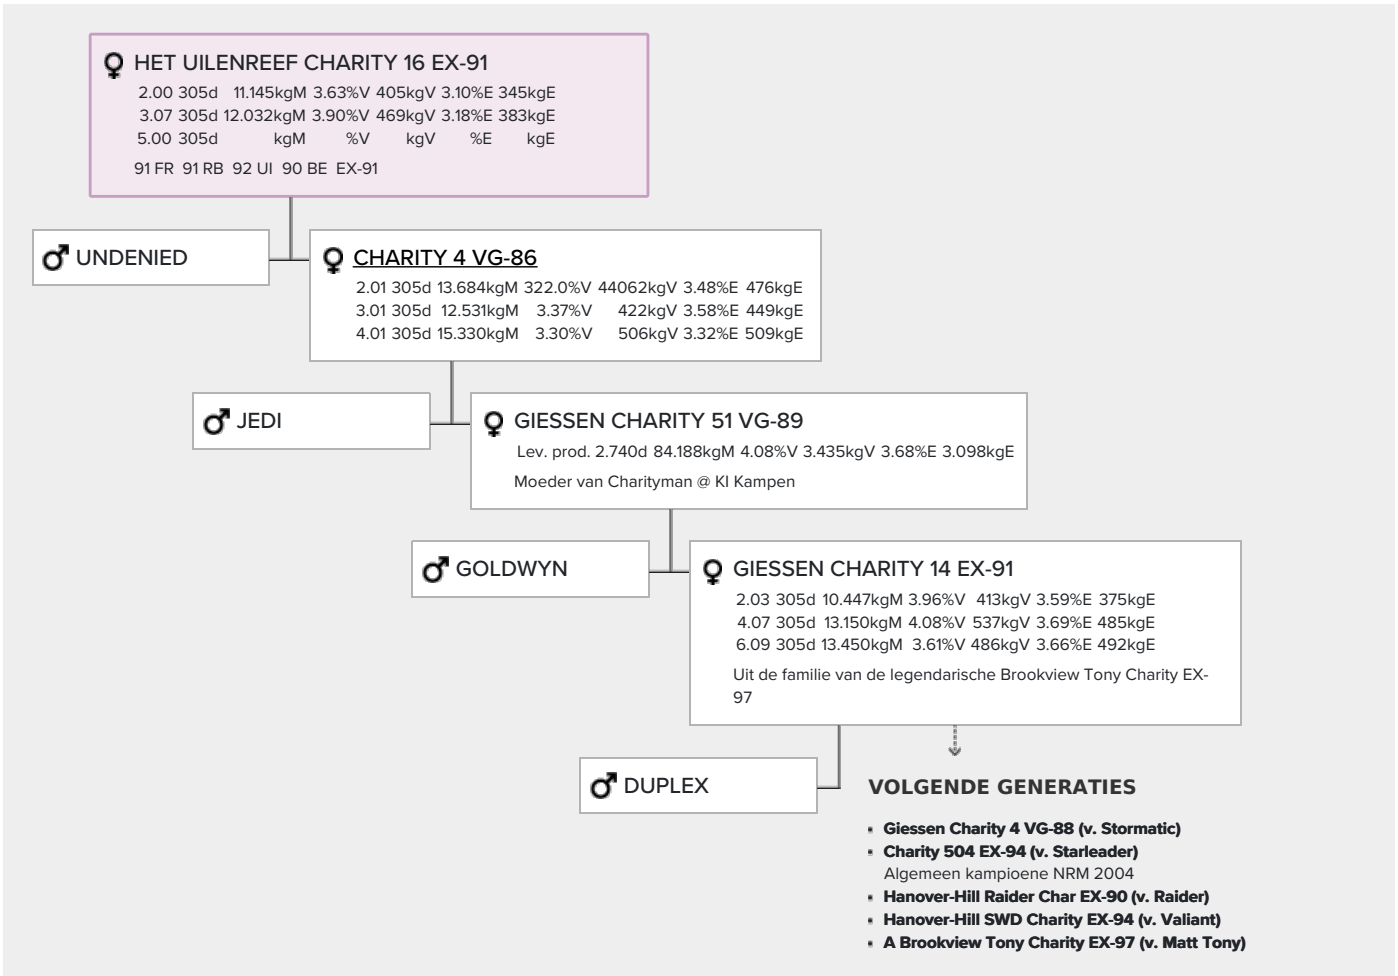 HET UILENREEF CHARITY 16 EX-91
2.00 305d 11.145kgM 3.63%V 405kgV 3.10%E 345kgE
3.07 305d 12.032kgM 3.90%V 469kgV 3.18%E 383kgE
5.00 305d kgM %V kgV %E kgE
91 FR 91 RB 92 UI 90 BE EX-91
UNDENIED
CHARITY 4 VG-86
2.01 305d 13.684kgM 322.0%V 44062kgV 3.48%E 476kgE
3.01 305d 12.531kgM 3.37%V 422kgV 3.58%E 449kgE
4.01 305d 15.330kgM 3.30%V 506kgV 3.32%E 509kgE
JEDI
GIESSEN CHARITY 51 VG-89
Lev. prod. 2.740d 84.188kgM 4.08%V 3.435kgV 3.68%E 3.098kgE
Moeder van Charityman @ KI Kampen
GOLDWYN
GIESSEN CHARITY 14 EX-91
2.03 305d 10.447kgM 3.96%V 413kgV 3.59%E 375kgE
4.07 305d 13.150kgM 4.08%V 537kgV 3.69%E 485kgE
6.09 305d 13.450kgM 3.61%V 486kgV 3.66%E 492kgE
Uit de familie van de legendarische Brookview Tony Charity EX-
97
DUPLEX
VOLGENDE GENERATIES
▪ Giessen Charity 4 VG-88 (v. Stormatic)
▪ Charity 504 EX-94 (v. Starleader)
Algemeen kampioene NRM 2004
▪ Hanover-Hill Raider Char EX-90 (v. Raider)
▪ Hanover-Hill SWD Charity EX-94 (v. Valiant)
▪ A Brookview Tony Charity EX-97 (v. Matt Tony)